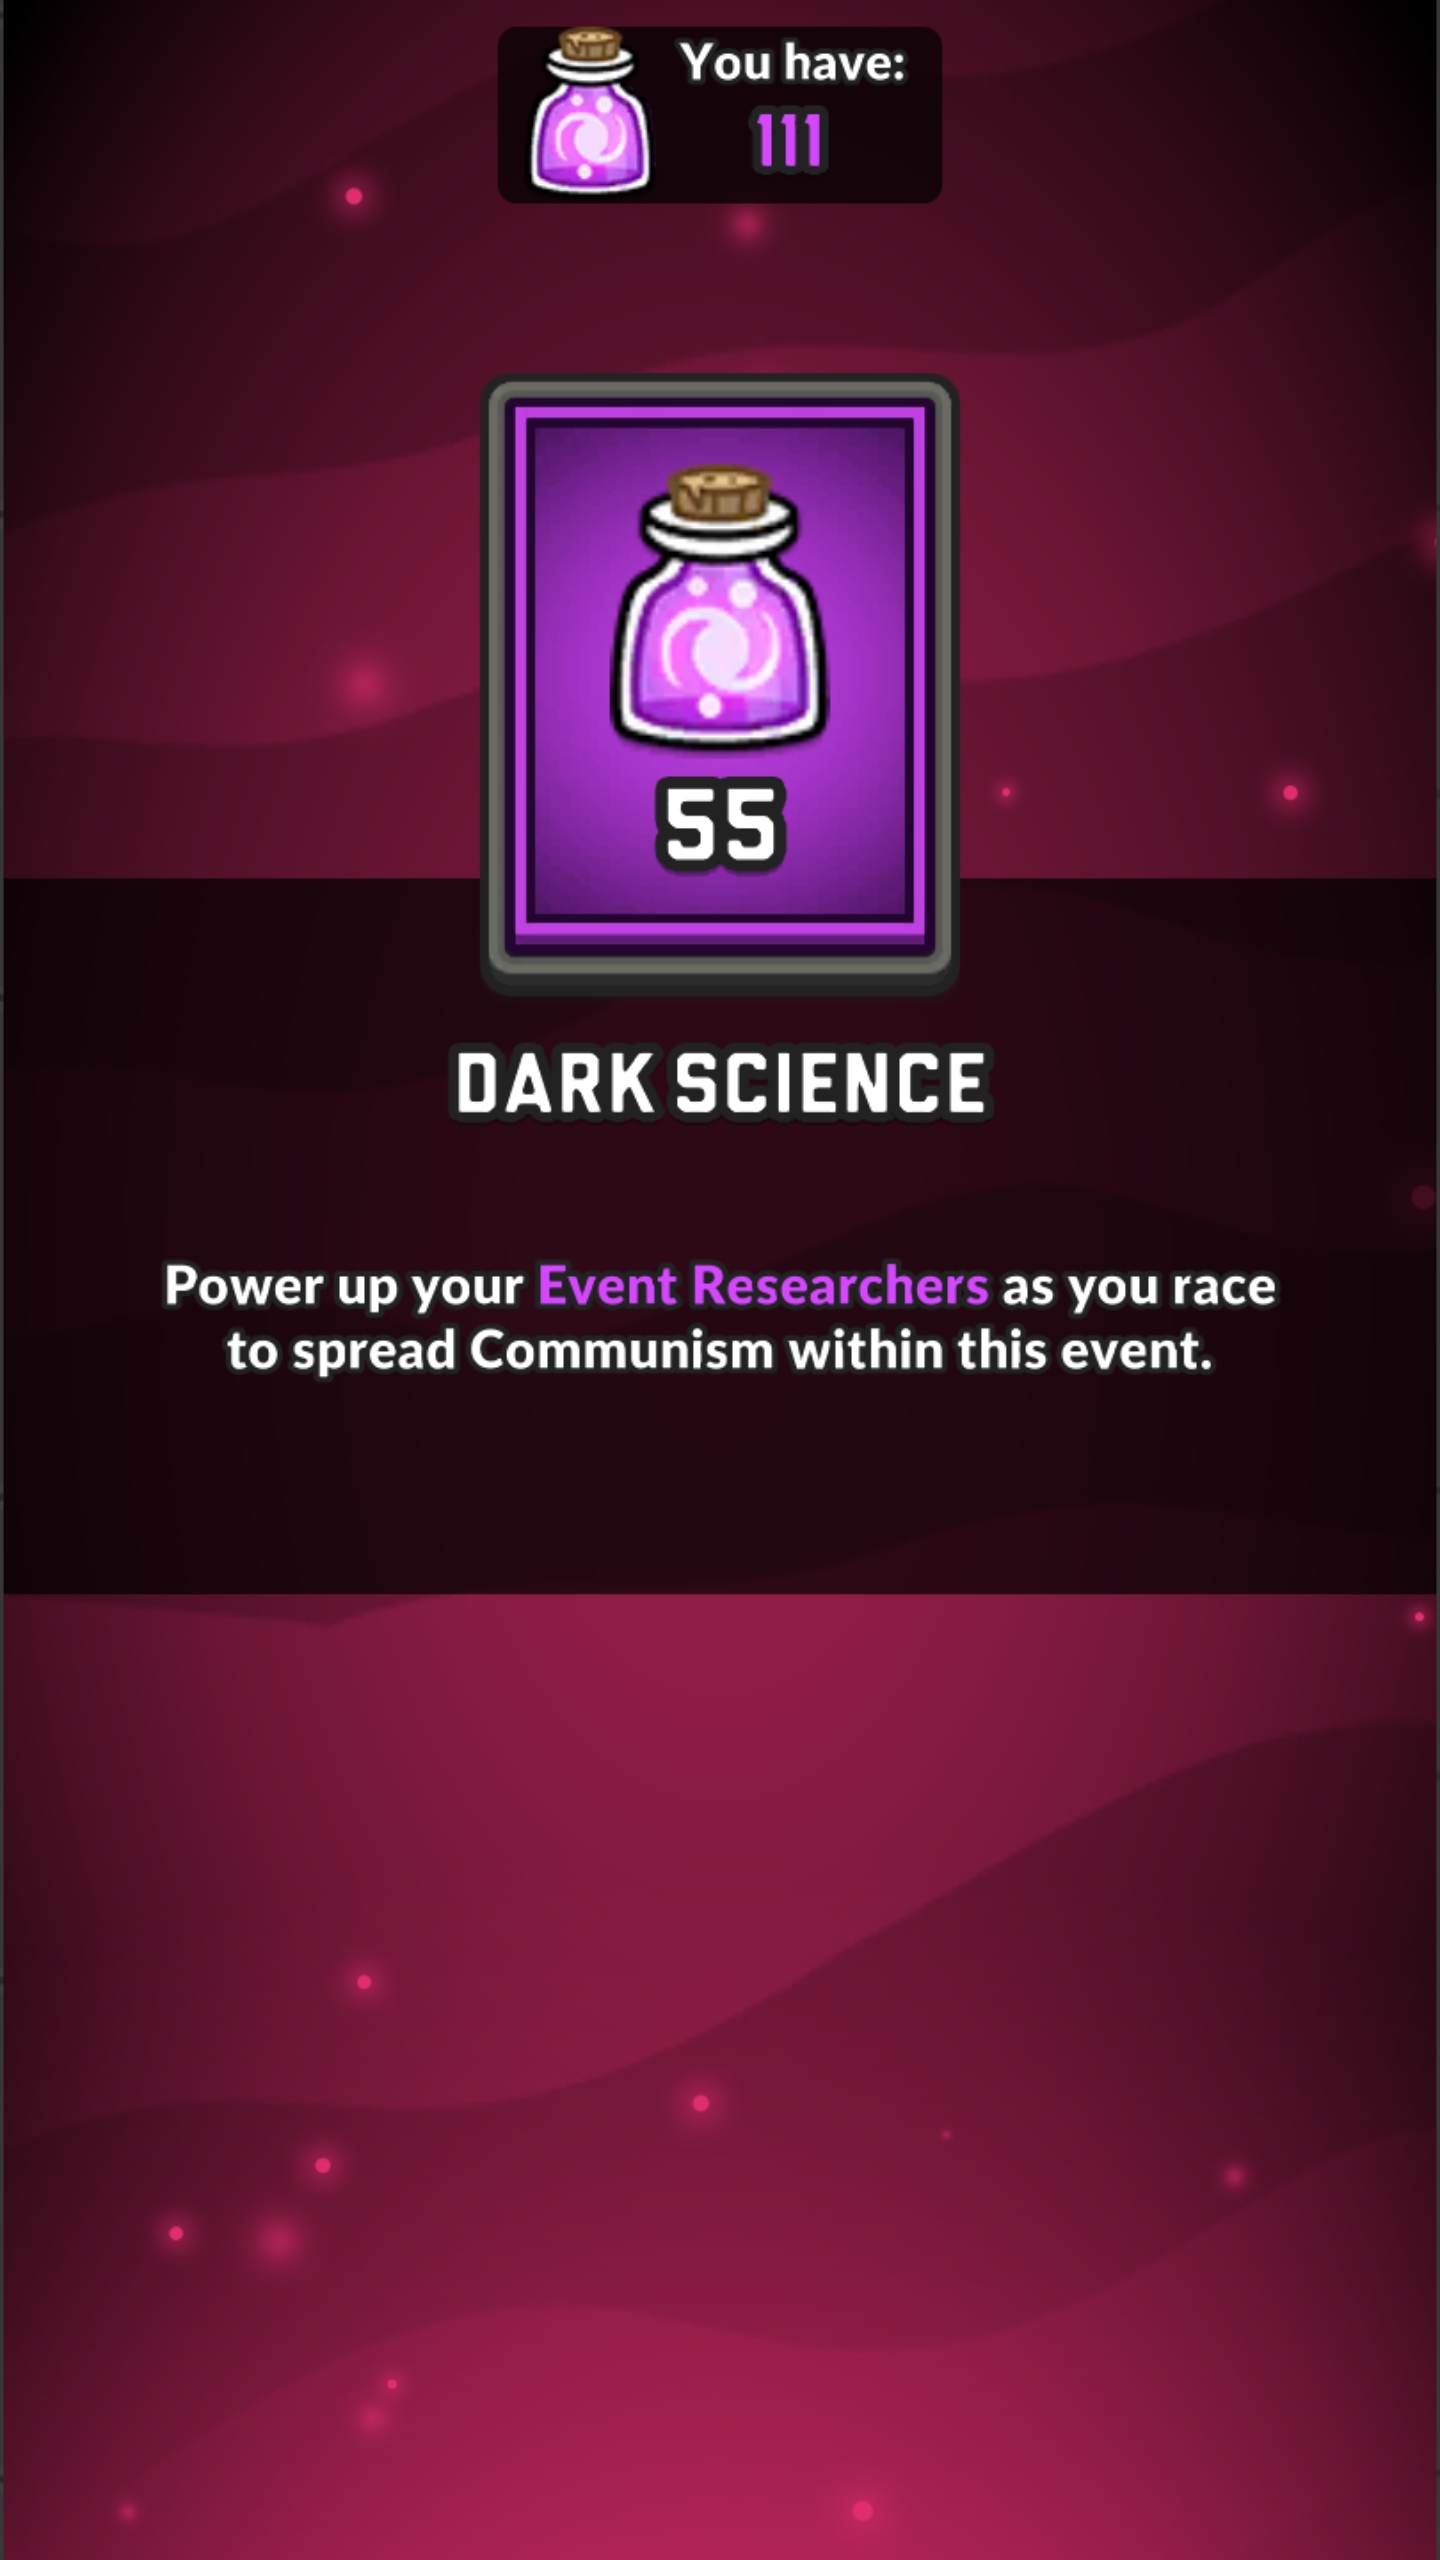 You have:
111
55
DARK SCIENCE
Power up your Event Researchers as you race
to spread Communism within this event.